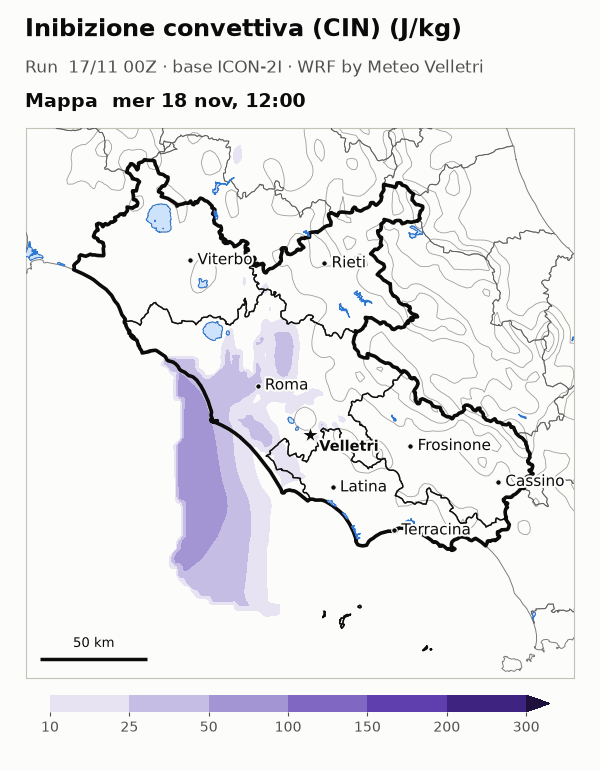 Inibizione convettiva (CIN) (J/kg)
Run  17/11 00Z · base ICON-2I · WRF by Meteo Velletri
Mappa  mer 18 nov, 12:00
Viterbo
Rieti
Roma
Velletri
Frosinone
Cassino
Latina
Terracina
50 km
10 25 50 100 150 200 300